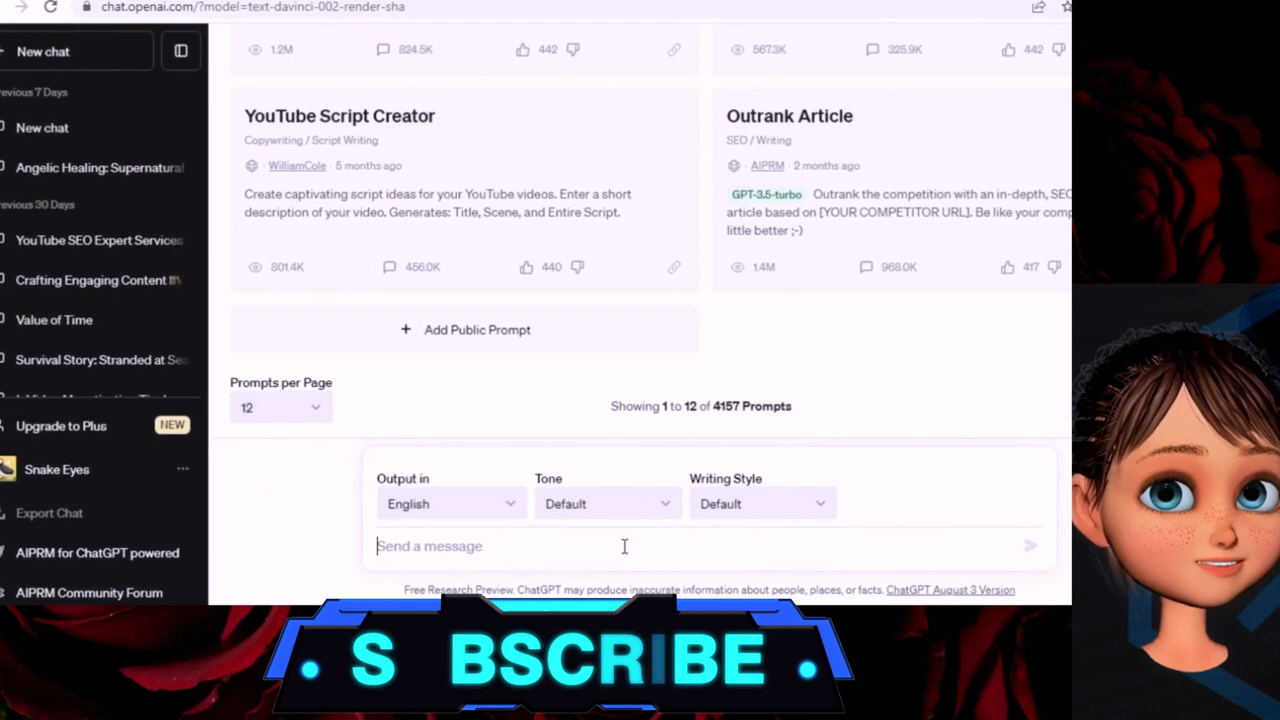 chat.openai.com/?model=text-davinci-002-render-sha
New chat
evious 7 Days
New chat
Angelic Healing: Supernatural
evious 30 Days
YouTube SEO Expert Services
Crafting Engaging Content
Value of Time
Survival Story: Stranded at Sea
Upgrade to Plus NEW
Snake Eyes
Export Chat
AIPRM for ChatGPT powered
AIPRM Community Forum
1.2M 824.5K 442
567.3K 325.9K 442
YouTube Script Creator
Copywriting / Script Writing
· WilliamCole · 5 months ago
Create captivating script ideas for your YouTube videos. Enter a short
description of your video. Generates: Title, Scene, and Entire Script.
801.4K 456.0K 440
Outrank Article
SEO / Writing
· AIPRM · 2 months ago
GPT-3.5-turbo Outrank the competition with an in-depth, SEO
article based on [YOUR COMPETITOR URL]. Be like your comp
little better ;-)
1.4M 968.0K 417
+ Add Public Prompt
Prompts per Page
12
Showing 1 to 12 of 4157 Prompts
Output in Tone Writing Style
English Default Default
Send a message
Free Research Preview. ChatGPT may produce inaccurate information about people, places, or facts. ChatGPT August 3 Version
S BSCRIBE